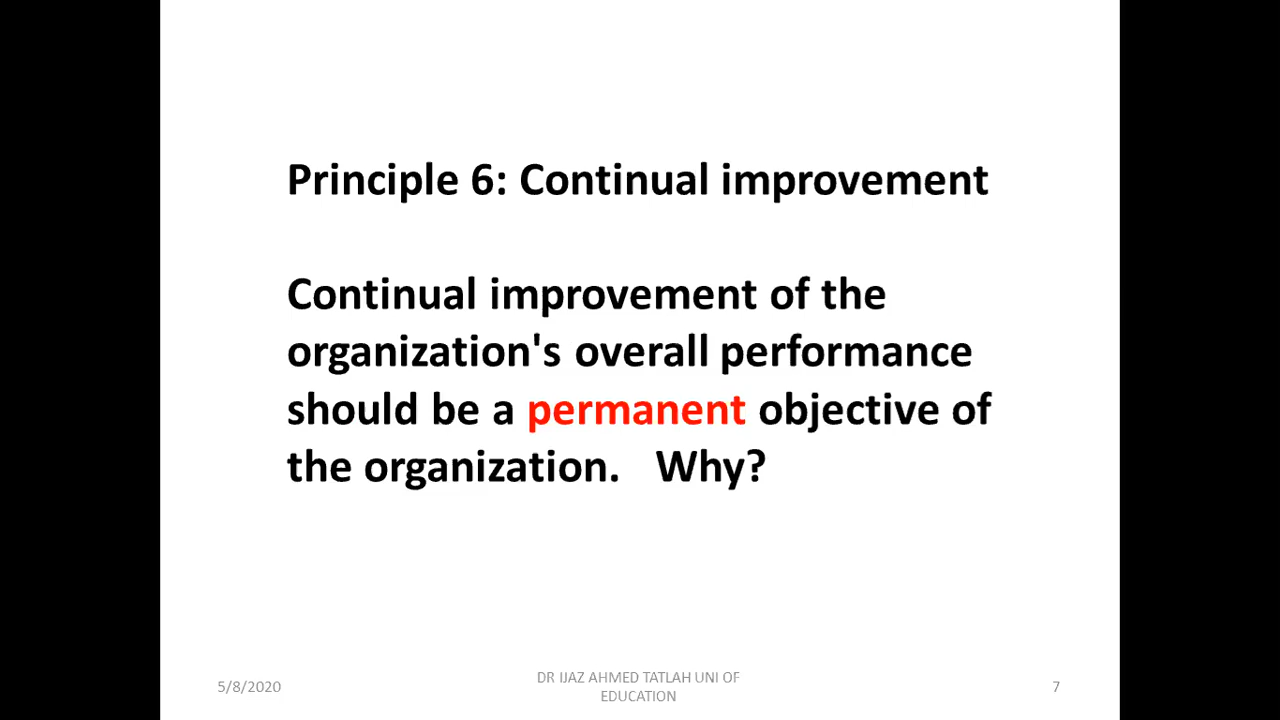 Principle 6: Continual improvement
Continual improvement of the
organization's overall performance
should be a permanent objective of
the organization.   Why?
5/8/2020
DR IJAZ AHMED TATLAH UNI OF
EDUCATION
7